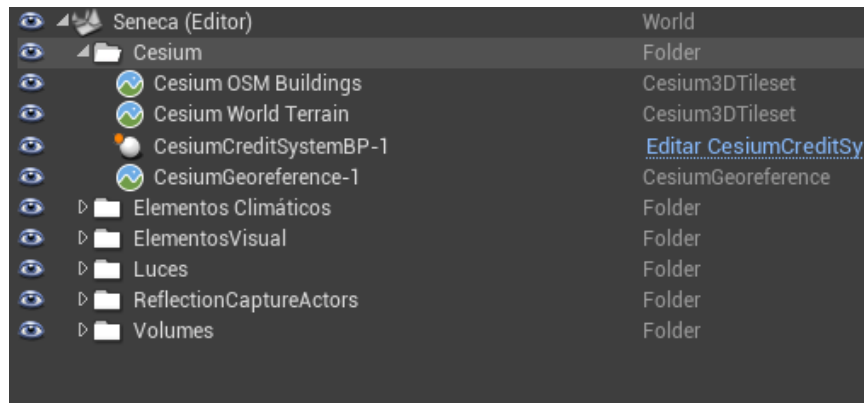 Seneca (Editor) World
Cesium Folder
Cesium OSM Buildings Cesium3DTileset
Cesium World Terrain Cesium3DTileset
CesiumCreditSystemBP-1 Editar CesiumCreditSy
CesiumGeoreference-1 CesiumGeoreference
Elementos Climáticos Folder
ElementosVisual Folder
Luces Folder
ReflectionCaptureActors Folder
Volumes Folder